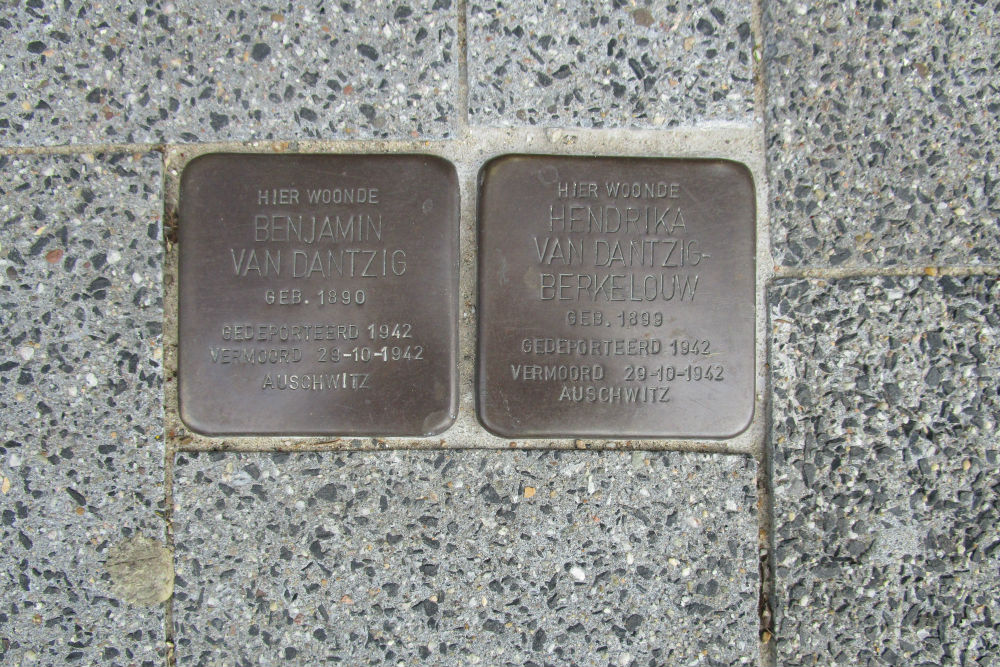 HIER WOONDE
BENJAMIN
VAN DANTZIG
GEB. 1890
GEDEPORTEERD 1942
VERMOORD 29-10-1942
AUSCHWITZ
HIER WOONDE
HENDRIKA
VAN DANTZIG-
BERKELOUW
GEB. 1899
GEDEPORTEERD 1942
VERMOORD 29-10-1942
AUSCHWITZ